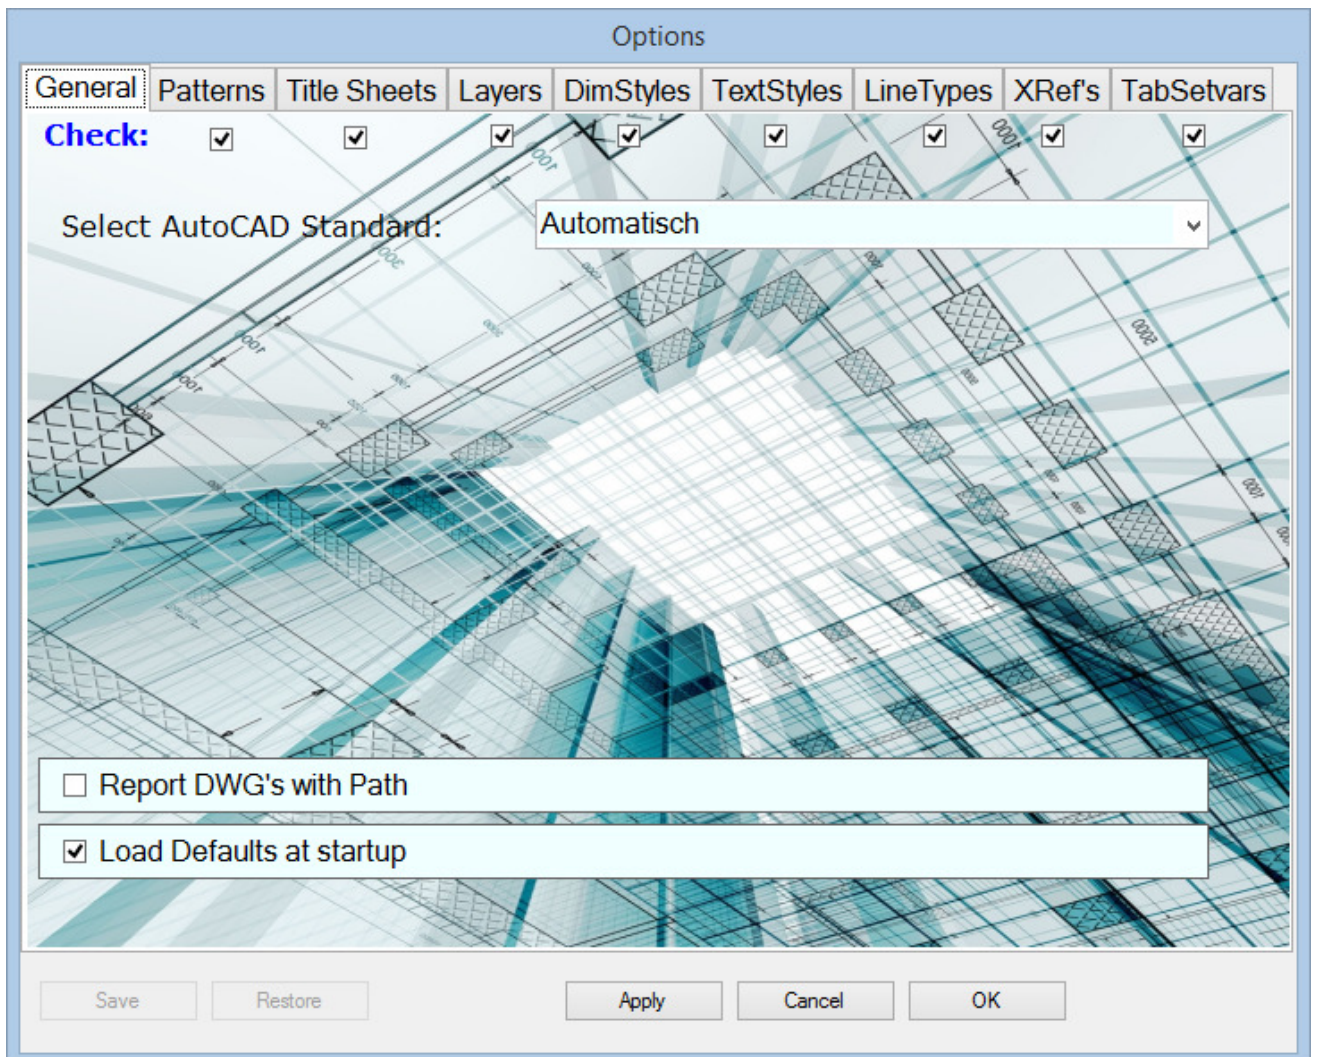 Options
General Patterns Title Sheets Layers DimStyles TextStyles LineTypes XRef's TabSetvars
Check:
Select AutoCAD Standard: Automatisch
Report DWG's with Path
Load Defaults at startup
Save Restore Apply Cancel OK